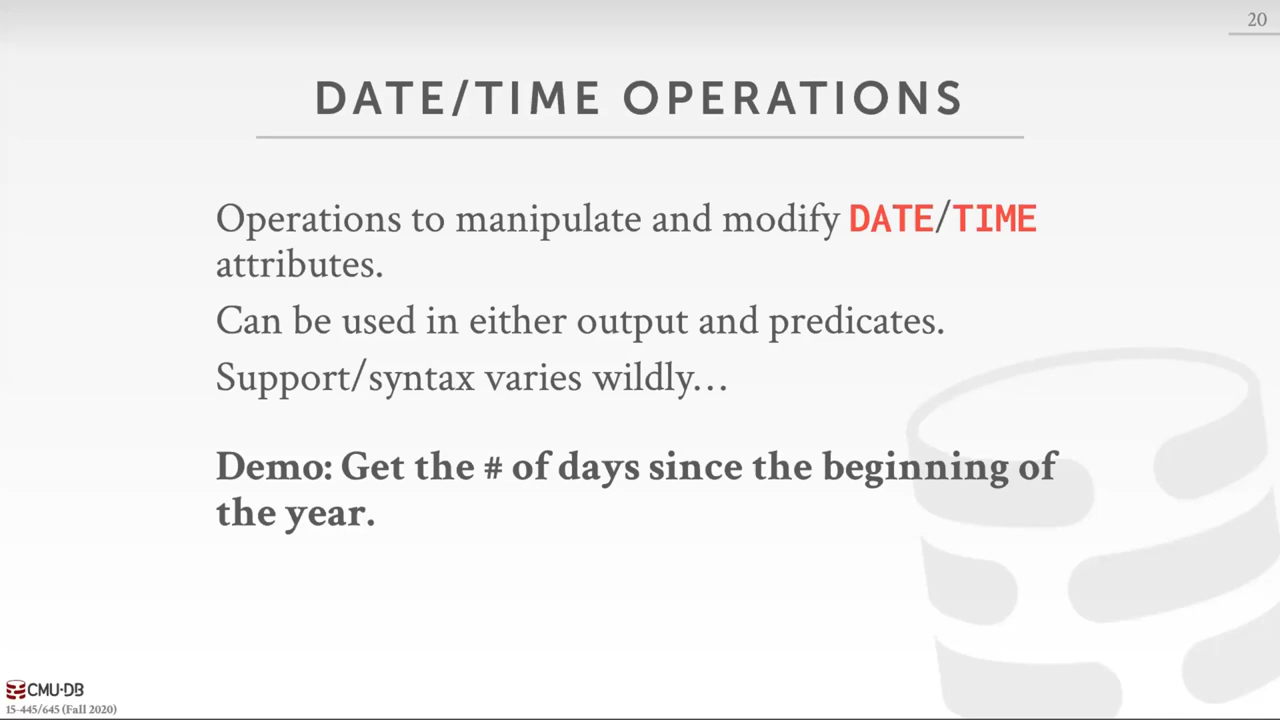 20
DATE/TIME OPERATIONS
Operations to manipulate and modify DATE/TIME
attributes.
Can be used in either output and predicates.
Support/syntax varies wildly…
Demo: Get the # of days since the beginning of
the year.
CMU·DB
15-445/645 (Fall 2020)